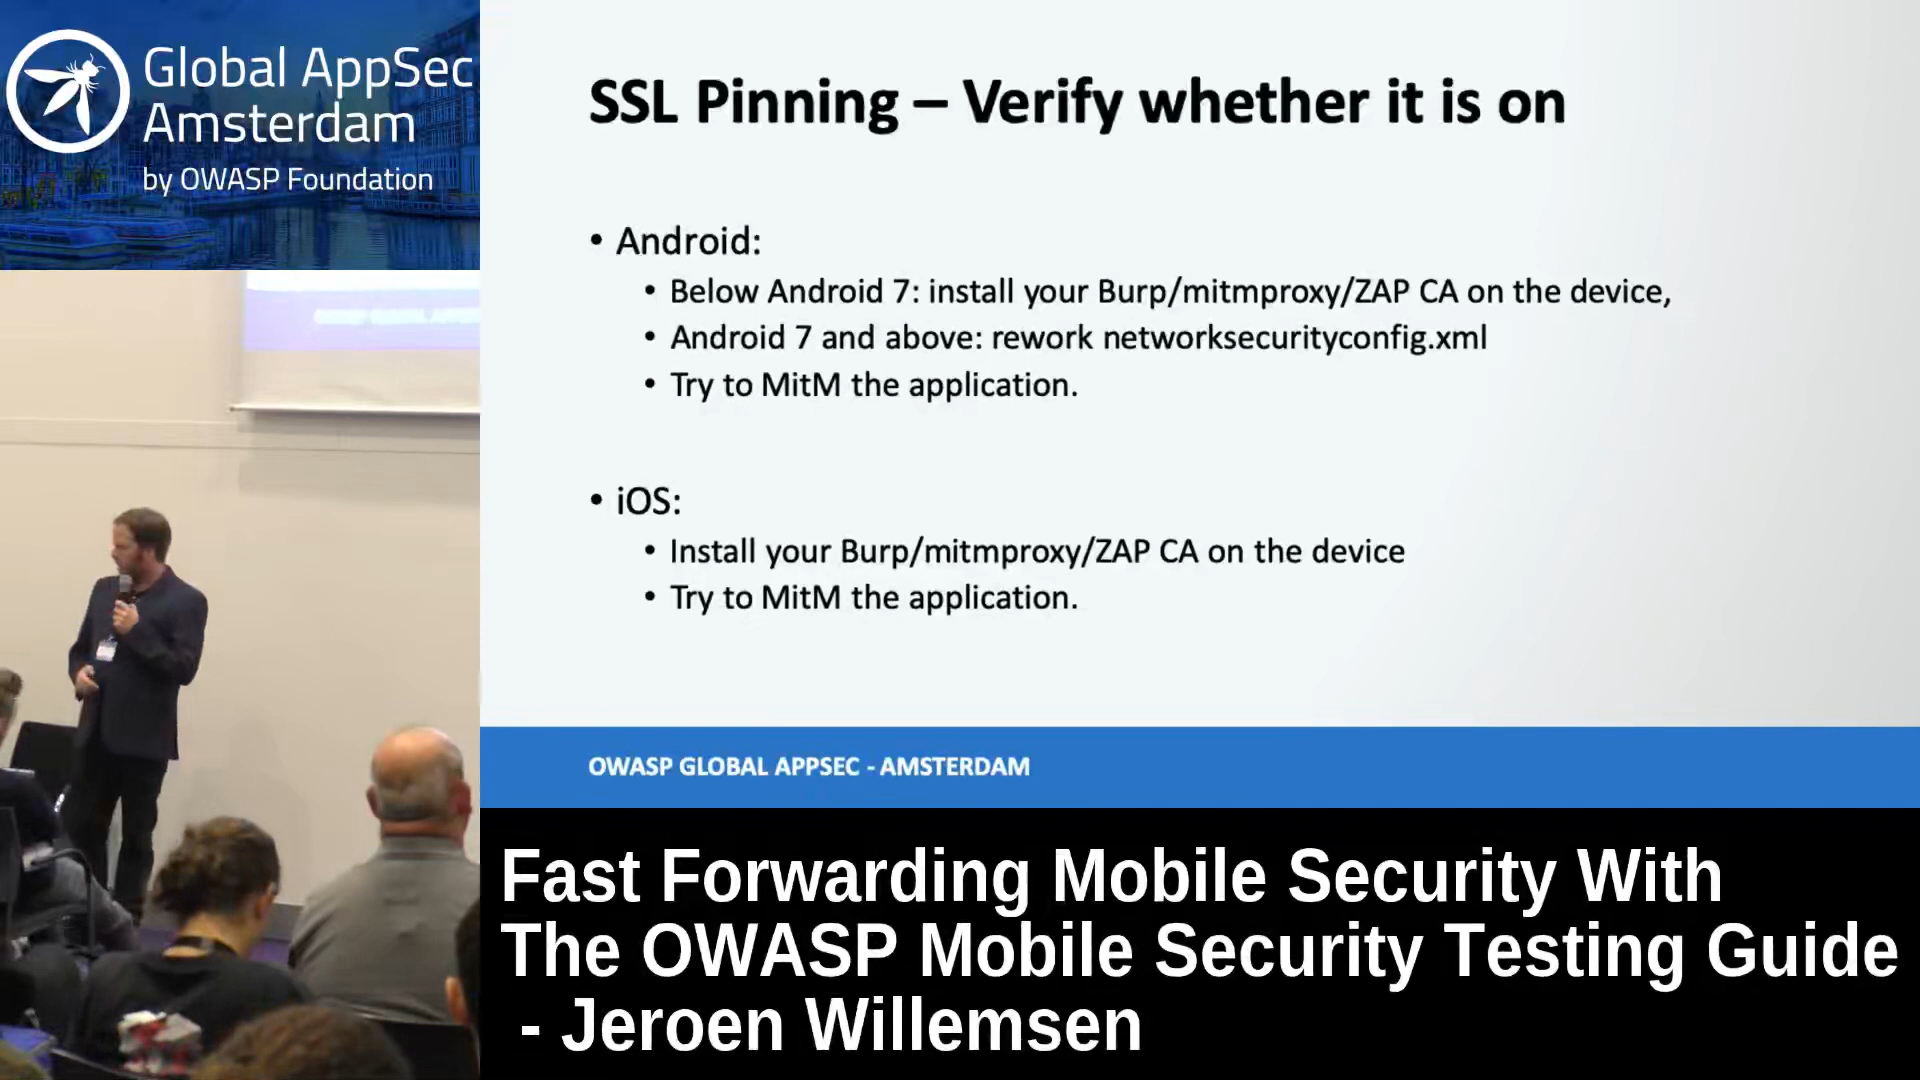 Global AppSec
Amsterdam
by OWASP Foundation
SSL Pinning – Verify whether it is on
• Android:
• Below Android 7: install your Burp/mitmproxy/ZAP CA on the device,
• Android 7 and above: rework networksecurityconfig.xml
• Try to MitM the application.
• iOS:
• Install your Burp/mitmproxy/ZAP CA on the device
• Try to MitM the application.
OWASP GLOBAL APPSEC - AMSTERDAM
Fast Forwarding Mobile Security With
The OWASP Mobile Security Testing Guide
- Jeroen Willemsen